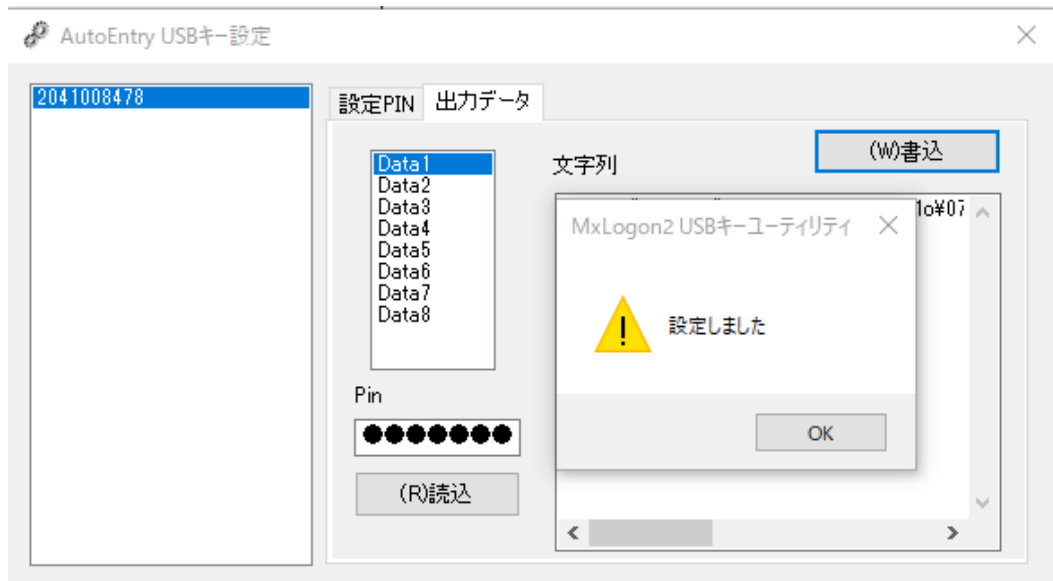 AutoEntry USBキー設定
2041008478
設定PIN
出力データ
(W)書込
文字列
Data1
Data2
Data3
Data4
Data5
Data6
Data7
Data8
lo¥07
MxLogon2 USBキーユーティリティ
設定しました
OK
Pin
(R)読込